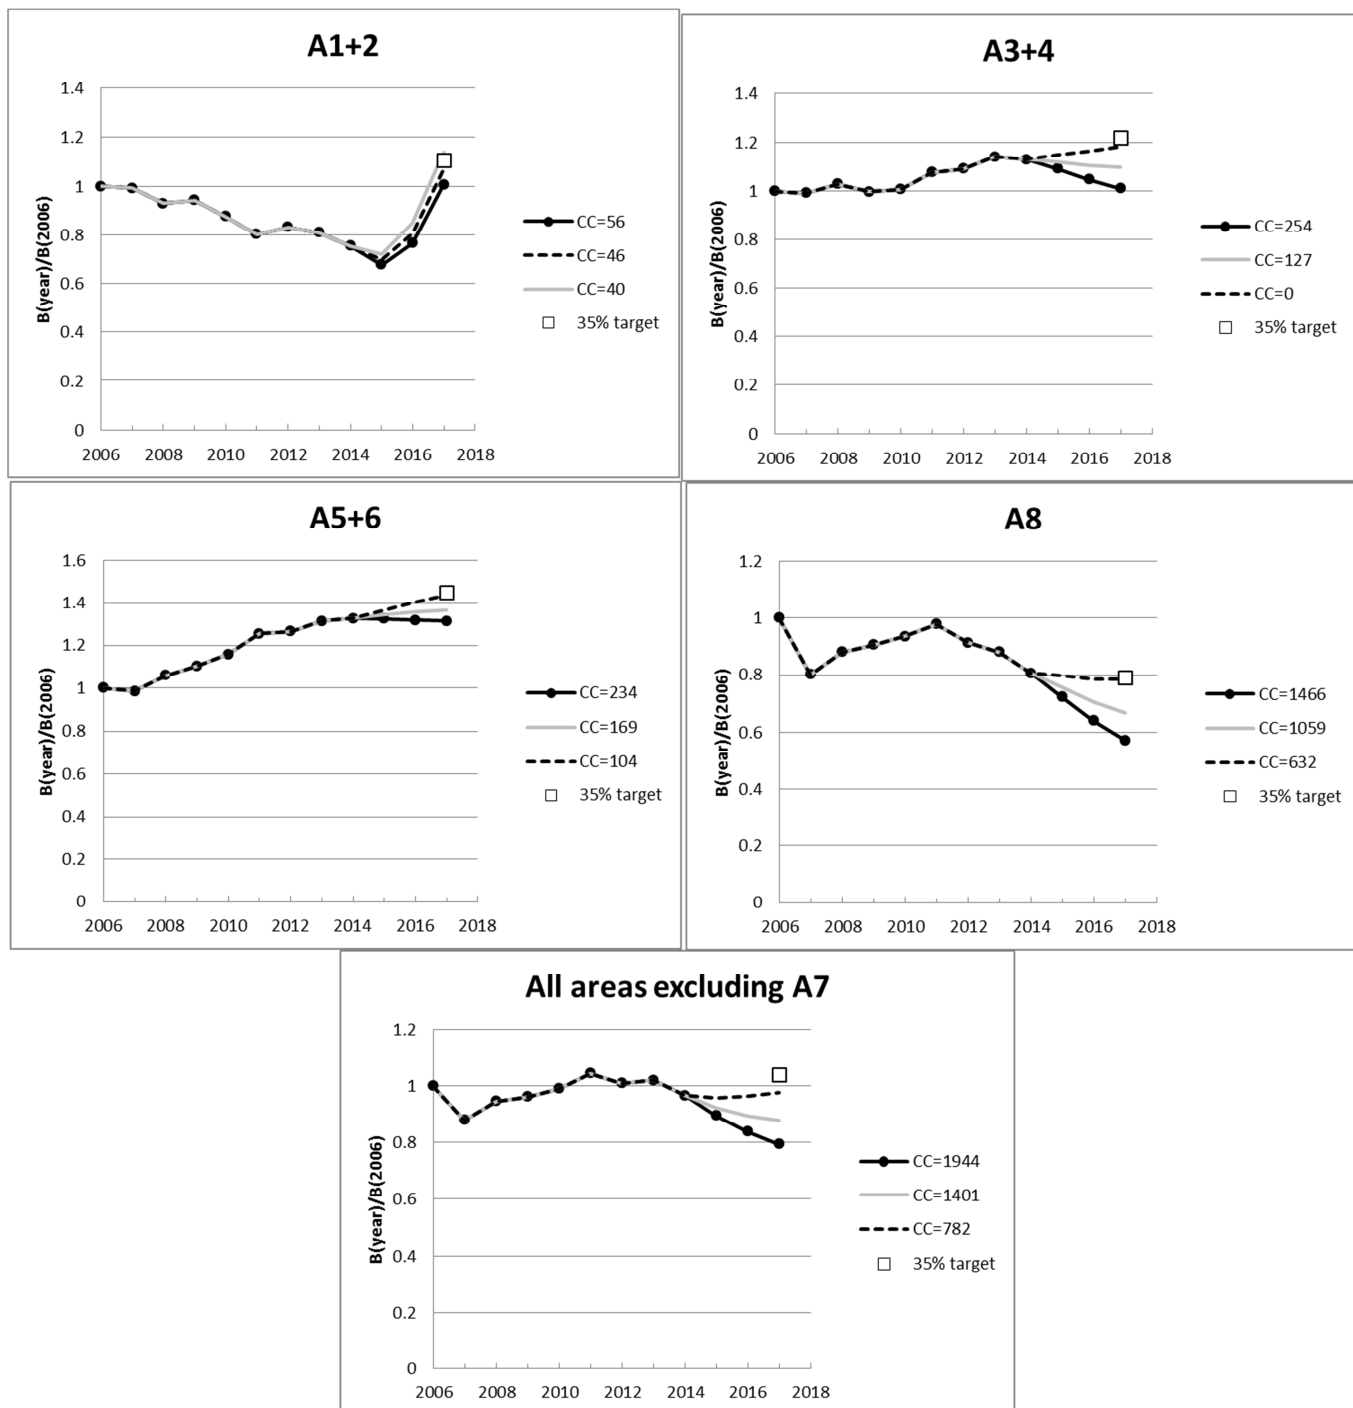 A1+2
1.4
1.2
1
0.8
0.6
0.4
0.2
0
B(year)/B(2006)
2006 2008 2010 2012 2014 2016 2018
CC=56
CC=46
CC=40
35% target
A3+4
1.4
1.2
1
0.8
0.6
0.4
0.2
0
B(year)/B(2006)
2006 2008 2010 2012 2014 2016 2018
CC=254
CC=127
CC=0
35% target
A5+6
1.6
1.4
1.2
1
0.8
0.6
0.4
0.2
0
B(year)/B(2006)
2006 2008 2010 2012 2014 2016 2018
CC=234
CC=169
CC=104
35% target
A8
1.2
1
0.8
0.6
0.4
0.2
0
B(year)/B(2006)
2006 2008 2010 2012 2014 2016 2018
CC=1466
CC=1059
CC=632
35% target
All areas excluding A7
1.2
1
0.8
0.6
0.4
0.2
0
B(year)/B(2006)
2006 2008 2010 2012 2014 2016 2018
CC=1944
CC=1401
CC=782
35% target